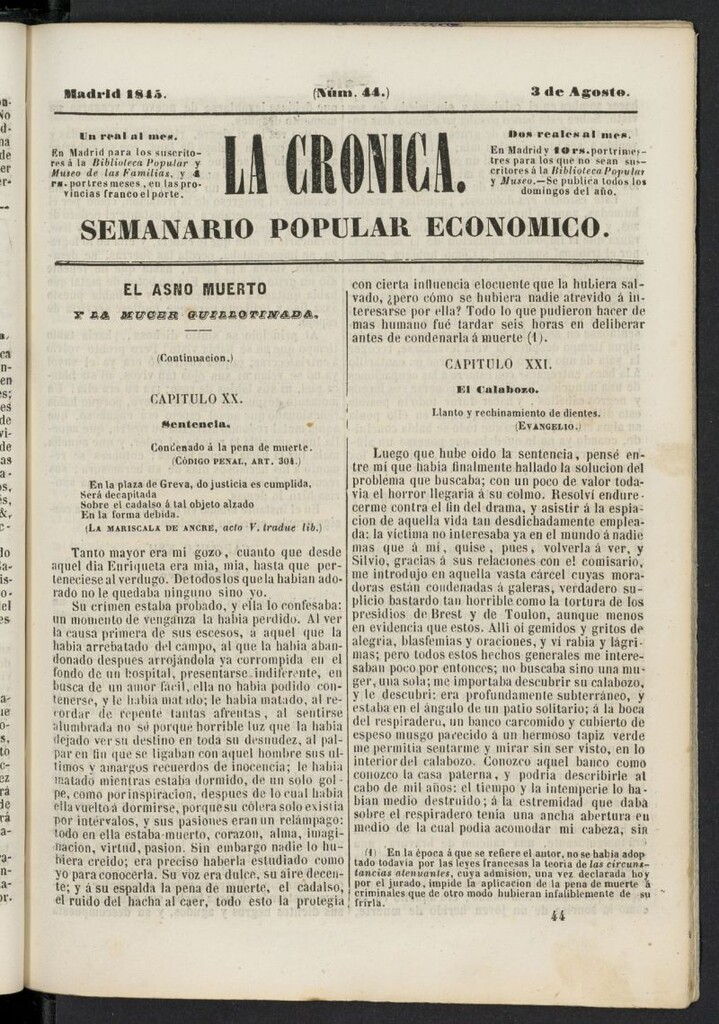 Madrid 1845.
(Núm. 44.)
3 de Agosto.
Un real al mes.
En Madrid para los suscrito-
res á la Biblioteca Popular y
Museo de las Familias, y 4
rs. por tres meses, en las pro-
vincias franco el porte.
LA CRONICA.
Dos reales al mes.
En Madrid y 10 rs. por trimes-
tres para los que no sean sus-
critores á la Biblioteca Popular
y Museo.—Se publica todos los
domingos del año.
SEMANARIO POPULAR ECONOMICO.
EL ASNO MUERTO
Y LA MUGER GUILLOTINADA.
(Continuacion.)
CAPITULO XX.
Sentencia.
Condenado á la pena de muerte.
(CÓDIGO PENAL, ART. 304.)
En la plaza de Greva, do justicia es cumplida,
Será decapitada
Sobre el cadalso á tal objeto alzado
En la forma debida.
(LA MARISCALA DE ANCRE, acto V. tradue lib.)
Tanto mayor era mi gozo, cuanto que desde
aquel dia Enriqueta era mia, mia, hasta que per-
teneciese al verdugo. De todos los que la habian ado-
rado no le quedaba ninguno sino yo.
Su crimen estaba probado, y ella lo confesaba:
un momento de venganza la habia perdido. Al ver
la causa primera de sus escesos, á aquel que la
habia arrebatado del campo, al que la habia aban-
donado despues arrojándola ya corrompida en el
fondo de un hospital, presentarse indiferente, en
busca de un amor fácil, ella no habia podido con-
tenerse, y le habia matado; le habia matado, al re-
cordar de repente tantas afrentas, al sentirse
alumbrada no sé porque horrible luz que la habia
dejado ver su destino en toda su desnudez, al pal-
par en fin que se ligaban con aquel hombre sus úl-
timos y amargos recuerdos de inocencia; le habia
matado mientras estaba dormido, de un solo gol-
pe, como por inspiracion, despues de lo cual habia
ella vuelto á dormirse, porque su cólera solo existia
por intervalos, y sus pasiones eran un relámpago:
todo en ella estaba muerto, corazon, alma, imagi-
nacion, virtud, pasion. Sin embargo nadie lo hu-
biera creido; era preciso haberla estudiado como
yo para conocerla. Su voz era dulce, su aire decen-
te; y á su espalda la pena de muerte, el cadalso,
el ruido del hacha al caer, todo esto la protegia
con cierta influencia elocuente que la hubiera sal-
vado, ¿pero cómo se hubiera nadie atrevido á in-
teresarse por ella? Todo lo que pudieron hacer de
mas humano fué tardar seis horas en deliberar
antes de condenarla á muerte (1).
CAPITULO XXI.
El Calabozo.
Llanto y rechinamiento de dientes.
(EVANGELIO.)
Luego que hube oido la sentencia, pensé en-
tre mí que habia finalmente hallado la solucion del
problema que buscaba; con un poco de valor toda-
via el horror llegaria á su colmo. Resolví endure-
cerme contra el fin del drama, y asistir á la espia-
cion de aquella vida tan desdichadamente emplea-
da: la víctima no interesaba ya en el mundo á nadie
mas que á mí, quise, pues, volverla á ver, y
Silvio, gracias á sus relaciones con el comisario,
me introdujo en aquella vasta cárcel cuyas mora-
doras están condenadas á galeras, verdadero su-
plicio bastardo tan horrible como la tortura de los
presidios de Brest y de Toulon, aunque menos
en evidencia que estos. Alli oí gemidos y gritos de
alegria, blasfemias y oraciones, y ví rabia y lágri-
mas; pero todos estos hechos generales me intere-
saban poco por entonces; no buscaba sino una mu-
ger, una sola; me importaba descubrir su calabozo,
y le descubrí: era profundamente subterráneo, y
estaba en el ángulo de un patio solitario; á la boca
del respiradero, un banco carcomido y cubierto de
espeso musgo parecido á un hermoso tapiz verde
me permitia sentarme y mirar sin ser visto, en lo
interior del calabozo. Conozco aquel banco como
conozco la casa paterna, y podria describirle al
cabo de mil años: el tiempo y la intemperie lo ha-
bian medio destruido; á la estremidad que daba
sobre el respiradero tenia una ancha abertura en
medio de la cual podia acomodar mi cabeza, sin
(1) En la época á que se refiere el autor, no se habia adop-
tado todavia por las leyes francesas la teoria de las circuns-
tancias atenuantes, cuya admision, una vez declarada hoy
por el jurado, impide la aplicacion de la pena de muerte á
criminales que de otro modo hubieran infaliblemente de su
frirla.
44